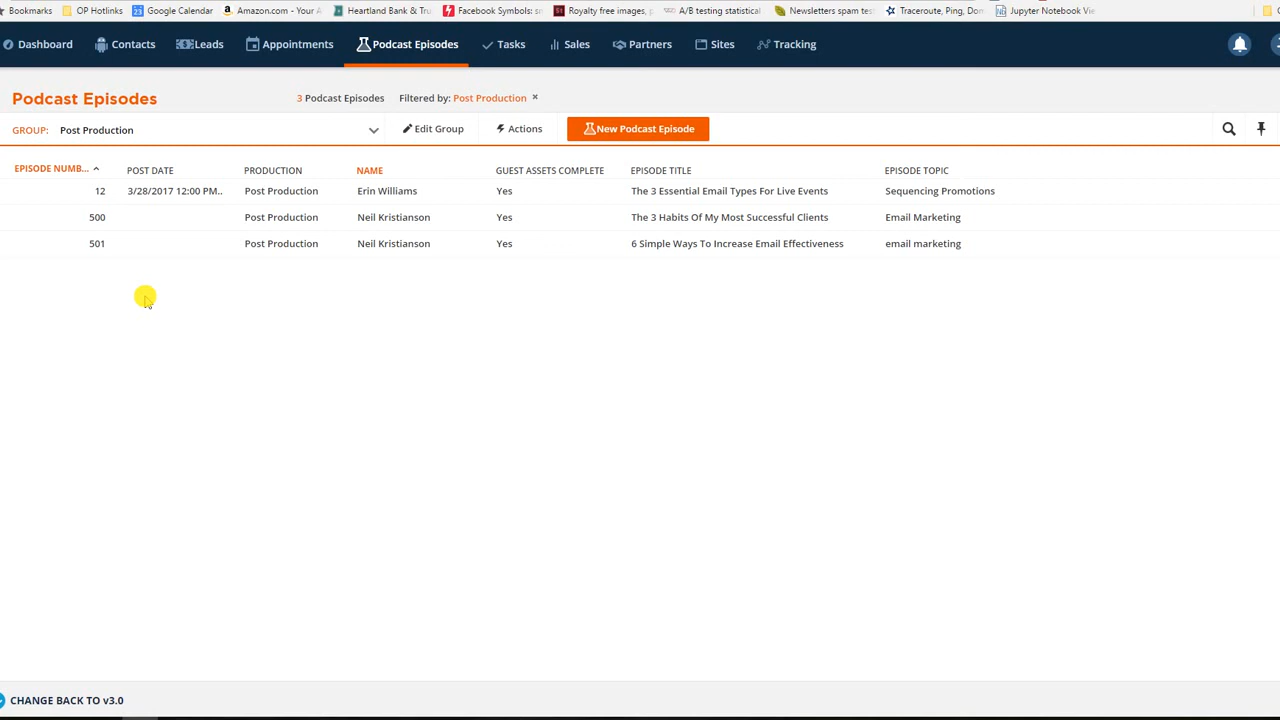 Bookmarks OP Hotlinks Google Calendar Amazon.com - Your A Heartland Bank & Tru Facebook Symbols: sn Royalty free images, p A/B testing statistical Newsletters spam test Traceroute, Ping, Dom Jupyter Notebook Vie
Dashboard Contacts Leads Appointments Podcast Episodes Tasks Sales Partners Sites Tracking
Podcast Episodes 3 Podcast Episodes Filtered by: Post Production ×
GROUP: Post Production Edit Group Actions New Podcast Episode
EPISODE NUMB... POST DATE PRODUCTION NAME GUEST ASSETS COMPLETE EPISODE TITLE EPISODE TOPIC
12 3/28/2017 12:00 PM.. Post Production Erin Williams Yes The 3 Essential Email Types For Live Events Sequencing Promotions
500 Post Production Neil Kristianson Yes The 3 Habits Of My Most Successful Clients Email Marketing
501 Post Production Neil Kristianson Yes 6 Simple Ways To Increase Email Effectiveness email marketing
CHANGE BACK TO v3.0